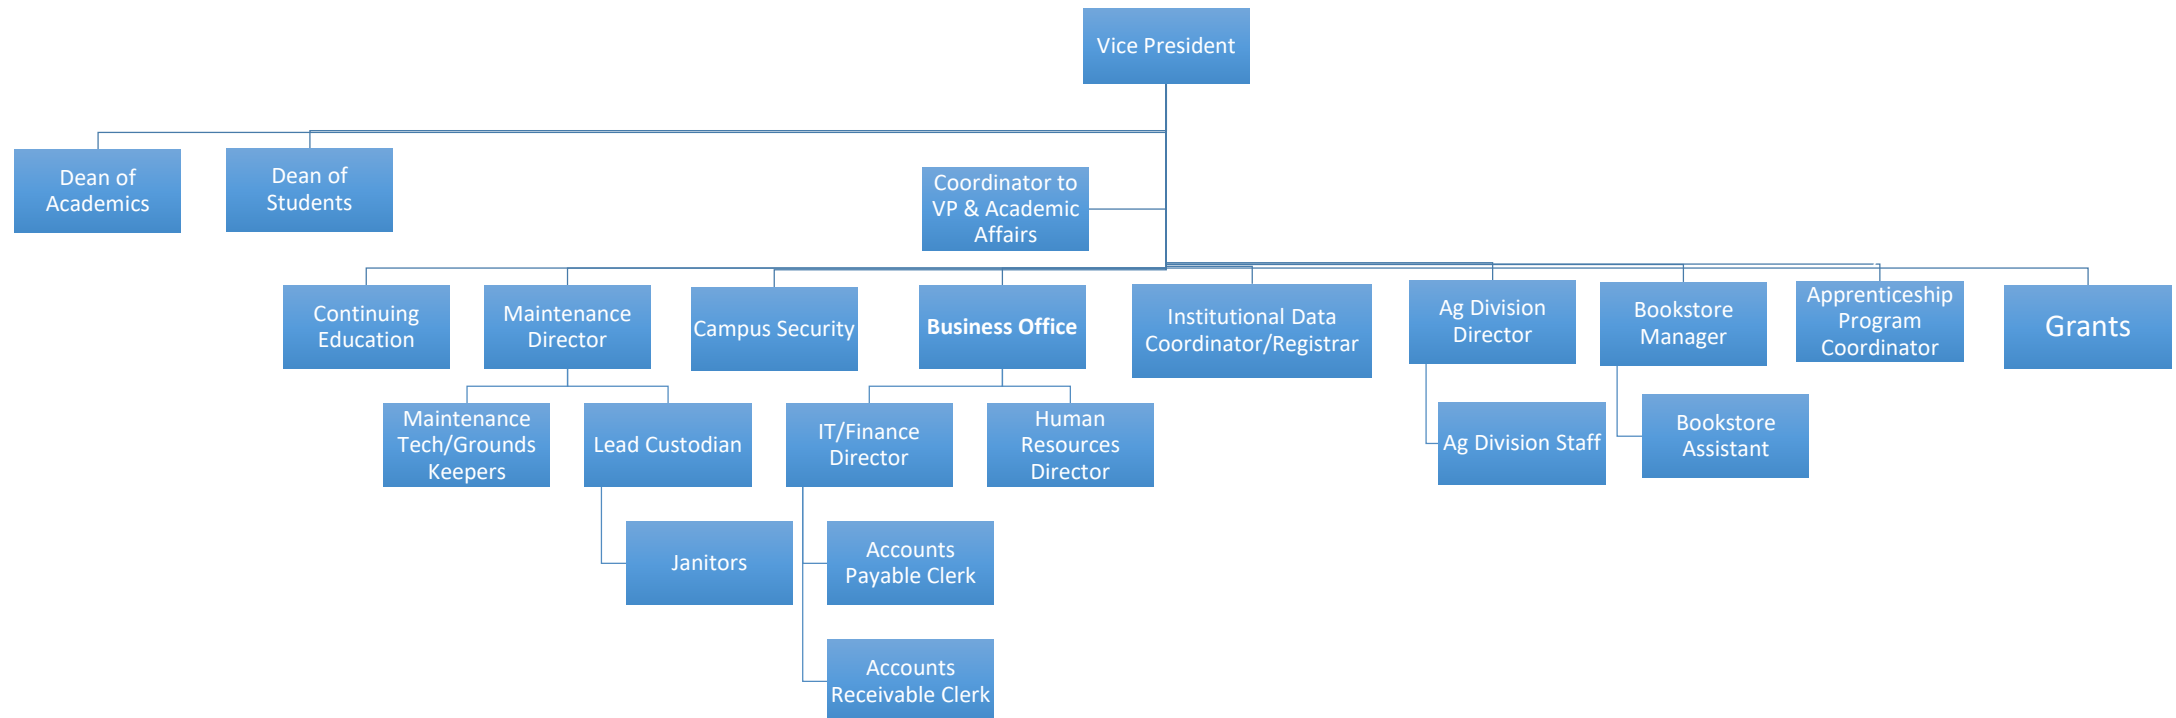 Vice President
Dean of
Academics
Dean of
Students
Coordinator to
VP & Academic
Affairs
Continuing
Education
Maintenance
Director
Campus Security
Business Office
Institutional Data
Coordinator/Registrar
Ag Division
Director
Bookstore
Manager
Apprenticeship
Program
Coordinator
Grants
Maintenance
Tech/Grounds
Keepers
Lead Custodian
IT/Finance
Director
Human
Resources
Director
Ag Division Staff
Bookstore
Assistant
Janitors
Accounts
Payable Clerk
Accounts
Receivable Clerk